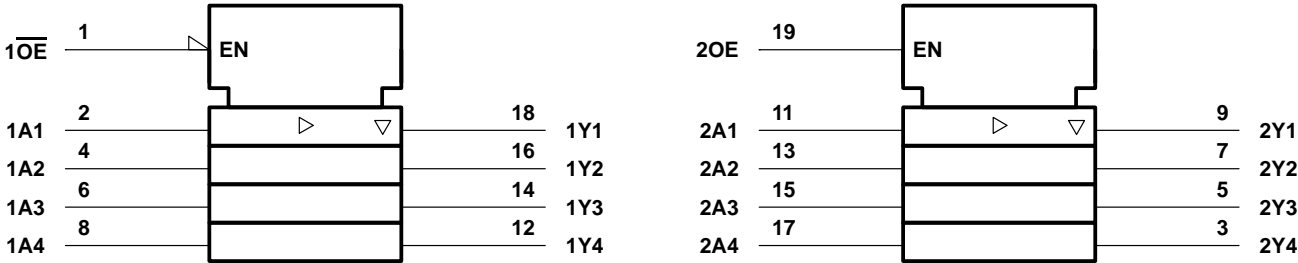 1 19
1O̅E̅ EN 2OE EN
2 18 11 9
1A1 1Y1 2A1 2Y1
4 16 13 7
1A2 1Y2 2A2 2Y2
6 14 15 5
1A3 1Y3 2A3 2Y3
8 12 17 3
1A4 1Y4 2A4 2Y4